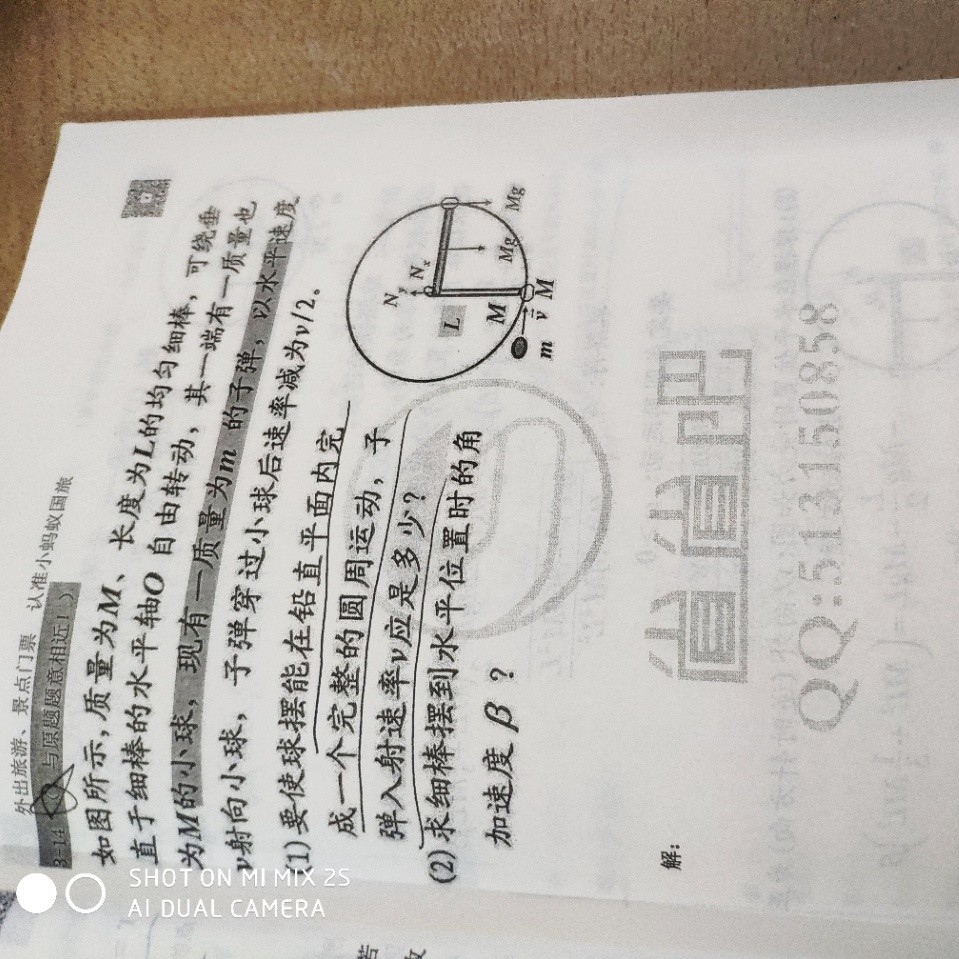 外出旅游、景点门票 认准小蚂蚁国旅
3-14 与原题题意相近!
如图所示,质量为M、长度为L的均匀细棒,可绕垂
直于细棒的水平轴O自由转动,其一端有一质量也
为M的小球,现有一质量为m的子弹,以水平速度
v射向小球,子弹穿过小球后速率减为v/2。
(1)要使球摆能在铅直平面内完
成一个完整的圆周运动,子
弹入射速率v应是多少?
(2)求细棒摆到水平位置时的角
加速度β?
Ny
Nx
L
Mg
Mg
M
M
v
m
解:
QQ:513150858
SHOT ON MI MIX 2S
AI DUAL CAMERA